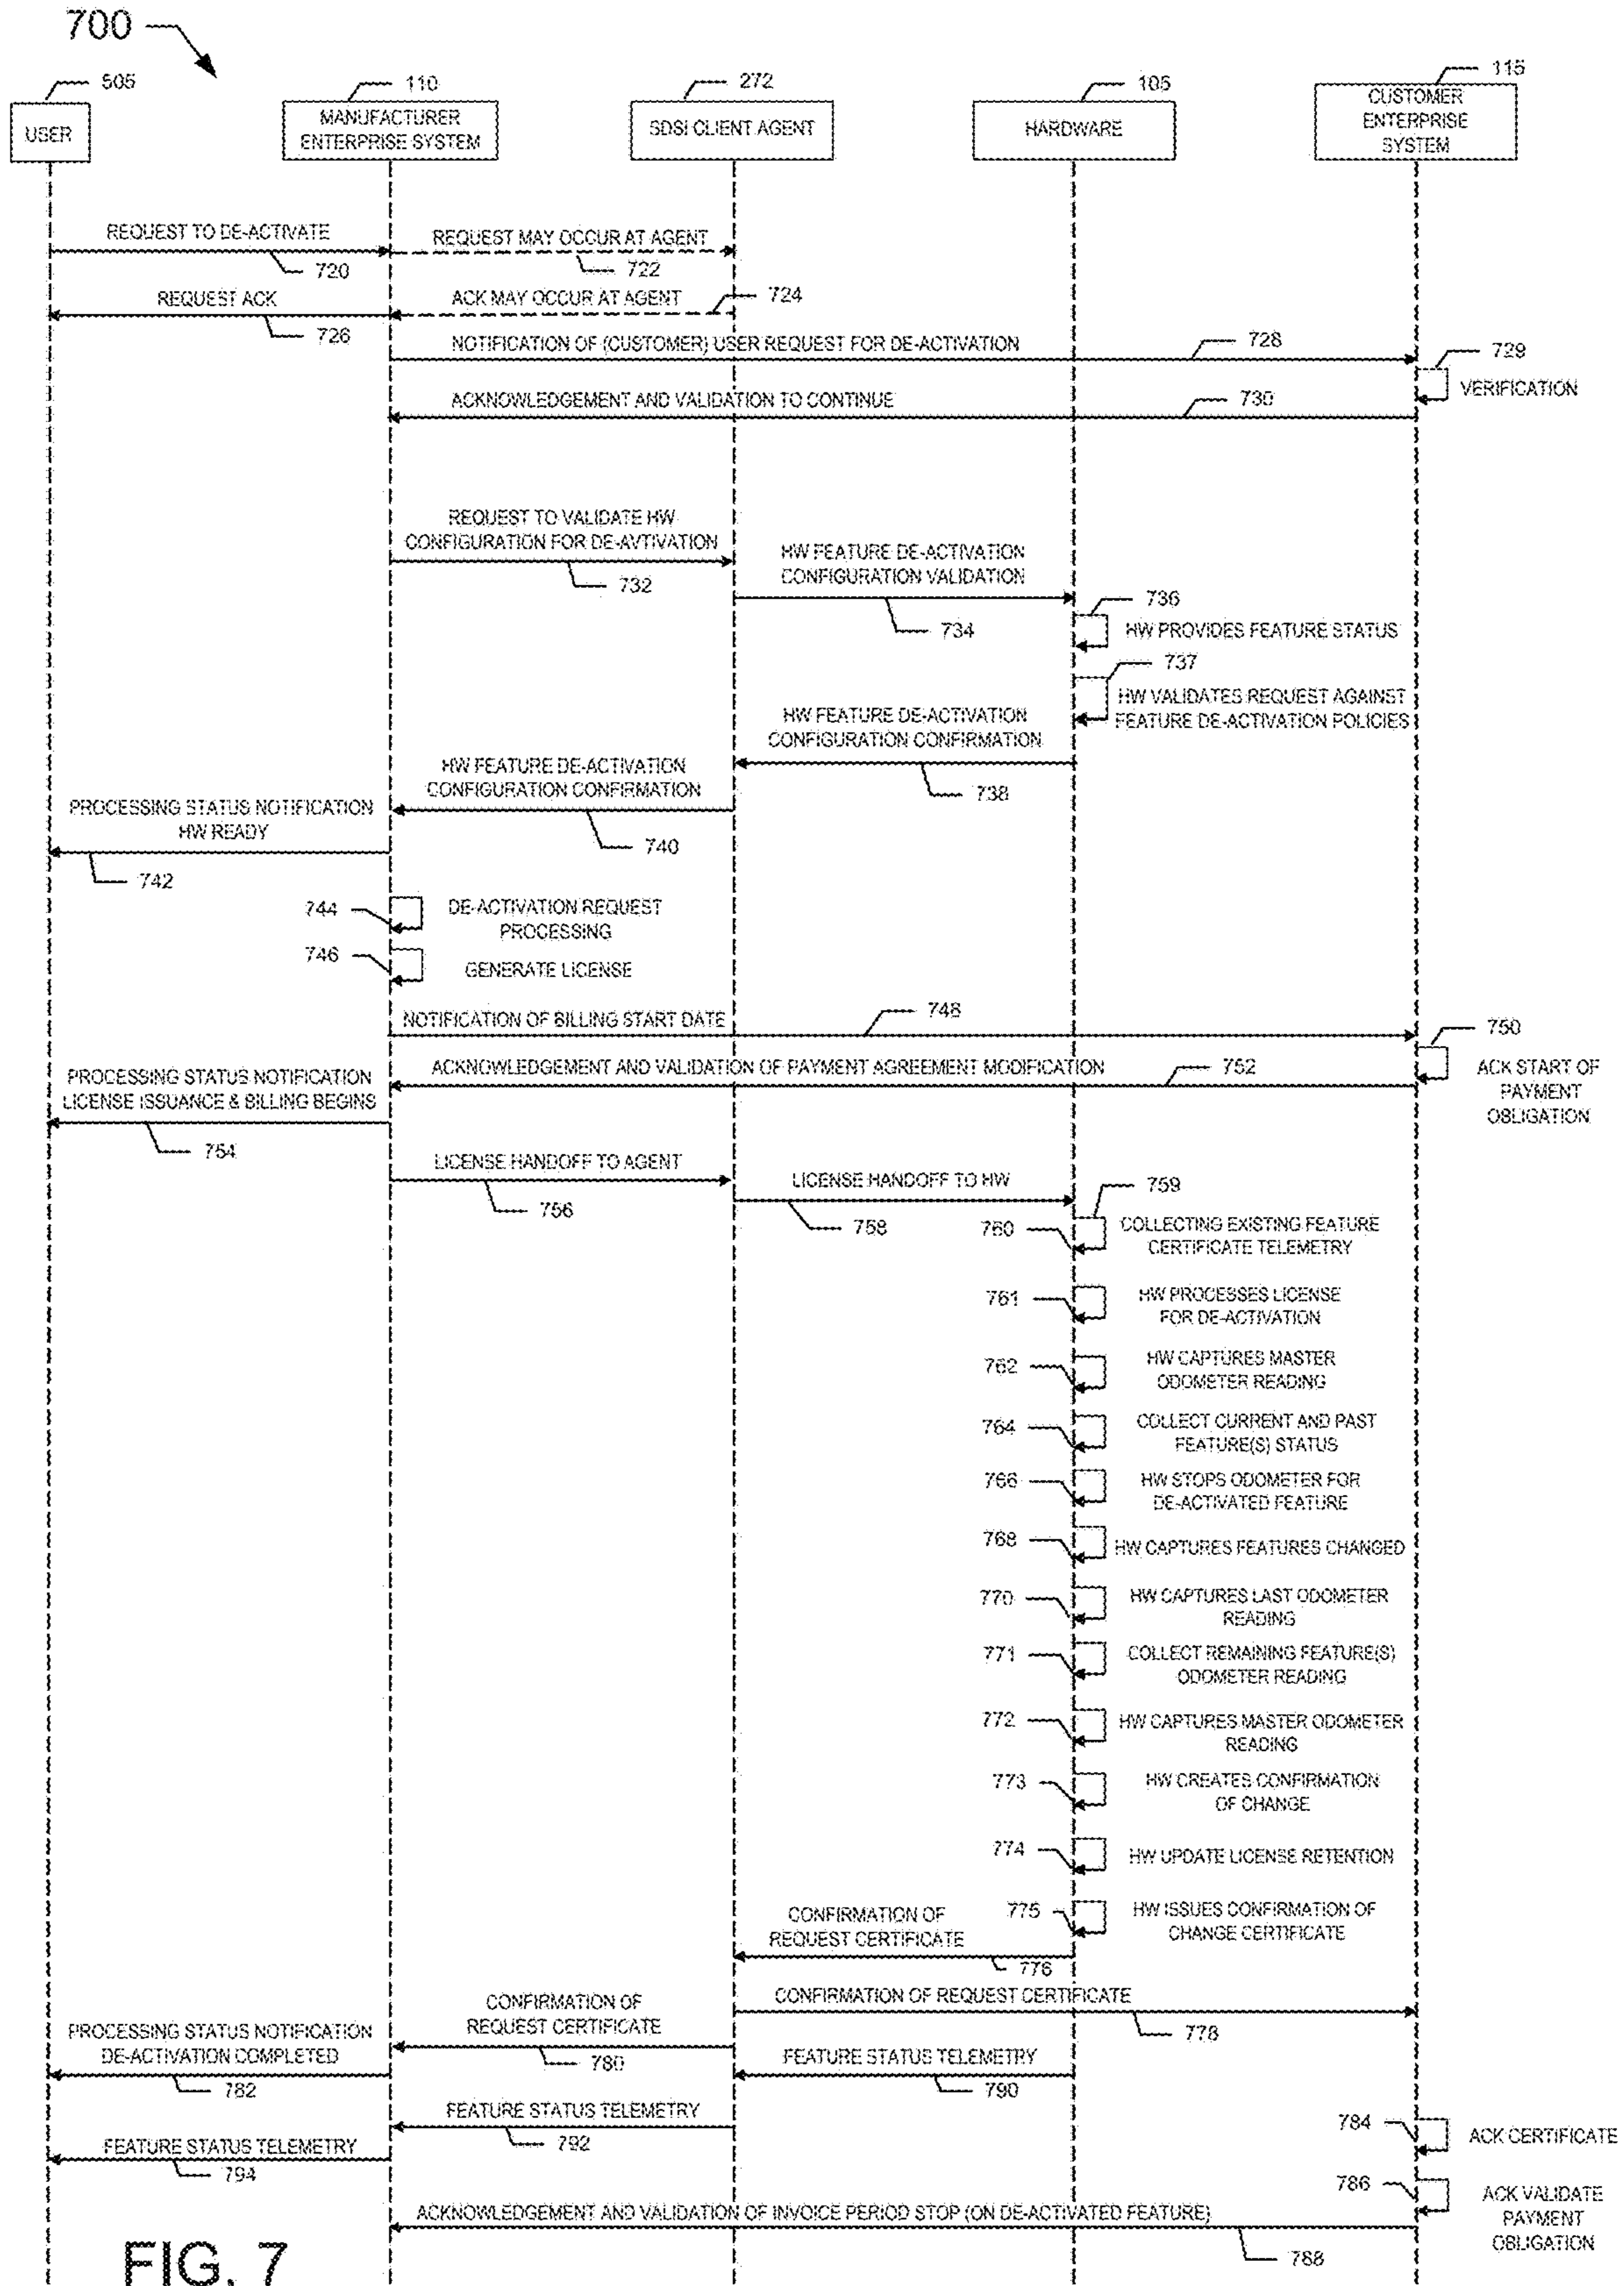 700
505
110
272
105
115
USER
MANUFACTURER
ENTERPRISE SYSTEM
SDSI CLIENT AGENT
HARDWARE
CUSTOMER
ENTERPRISE
SYSTEM
REQUEST TO DE-ACTIVATE
720
REQUEST MAY OCCUR AT AGENT
722
REQUEST ACK
726
ACK MAY OCCUR AT AGENT
724
NOTIFICATION OF (CUSTOMER) USER REQUEST FOR DE-ACTIVATION
728
729
VERIFICATION
ACKNOWLEDGEMENT AND VALIDATION TO CONTINUE
730
REQUEST TO VALIDATE HW
CONFIGURATION FOR DE-AVTIVATION
732
HW FEATURE DE-ACTIVATION
CONFIGURATION VALIDATION
734
736
HW PROVIDES FEATURE STATUS
737
HW VALIDATES REQUEST AGAINST
FEATURE DE-ACTIVATION POLICIES
HW FEATURE DE-ACTIVATION
CONFIGURATION CONFIRMATION
738
HW FEATURE DE-ACTIVATION
CONFIGURATION CONFIRMATION
740
PROCESSING STATUS NOTIFICATION
HW READY
742
744
DE-ACTIVATION REQUEST
PROCESSING
746
GENERATE LICENSE
NOTIFICATION OF BILLING START DATE
748
750
ACK START OF
PAYMENT
OBLIGATION
ACKNOWLEDGEMENT AND VALIDATION OF PAYMENT AGREEMENT MODIFICATION
752
PROCESSING STATUS NOTIFICATION
LICENSE ISSUANCE & BILLING BEGINS
754
LICENSE HANDOFF TO AGENT
756
LICENSE HANDOFF TO HW
758
759
760
COLLECTING EXISTING FEATURE
CERTIFICATE TELEMETRY
761
HW PROCESSES LICENSE
FOR DE-ACTIVATION
762
HW CAPTURES MASTER
ODOMETER READING
764
COLLECT CURRENT AND PAST
FEATURE(S) STATUS
766
HW STOPS ODOMETER FOR
DE-ACTIVATED FEATURE
768
HW CAPTURES FEATURES CHANGED
770
HW CAPTURES LAST ODOMETER
READING
771
COLLECT REMAINING FEATURE(S)
ODOMETER READING
772
HW CAPTURES MASTER ODOMETER
READING
773
HW CREATES CONFIRMATION
OF CHANGE
774
HW UPDATE LICENSE RETENTION
775
HW ISSUES CONFIRMATION OF
CHANGE CERTIFICATE
CONFIRMATION OF
REQUEST CERTIFICATE
776
CONFIRMATION OF REQUEST CERTIFICATE
778
CONFIRMATION OF
REQUEST CERTIFICATE
780
PROCESSING STATUS NOTIFICATION
DE-ACTIVATION COMPLETED
782
FEATURE STATUS TELEMETRY
790
FEATURE STATUS TELEMETRY
792
FEATURE STATUS TELEMETRY
794
784
ACK CERTIFICATE
786
ACK VALIDATE
PAYMENT
OBLIGATION
ACKNOWLEDGEMENT AND VALIDATION OF INVOICE PERIOD STOP (ON DE-ACTIVATED FEATURE)
788
FIG. 7